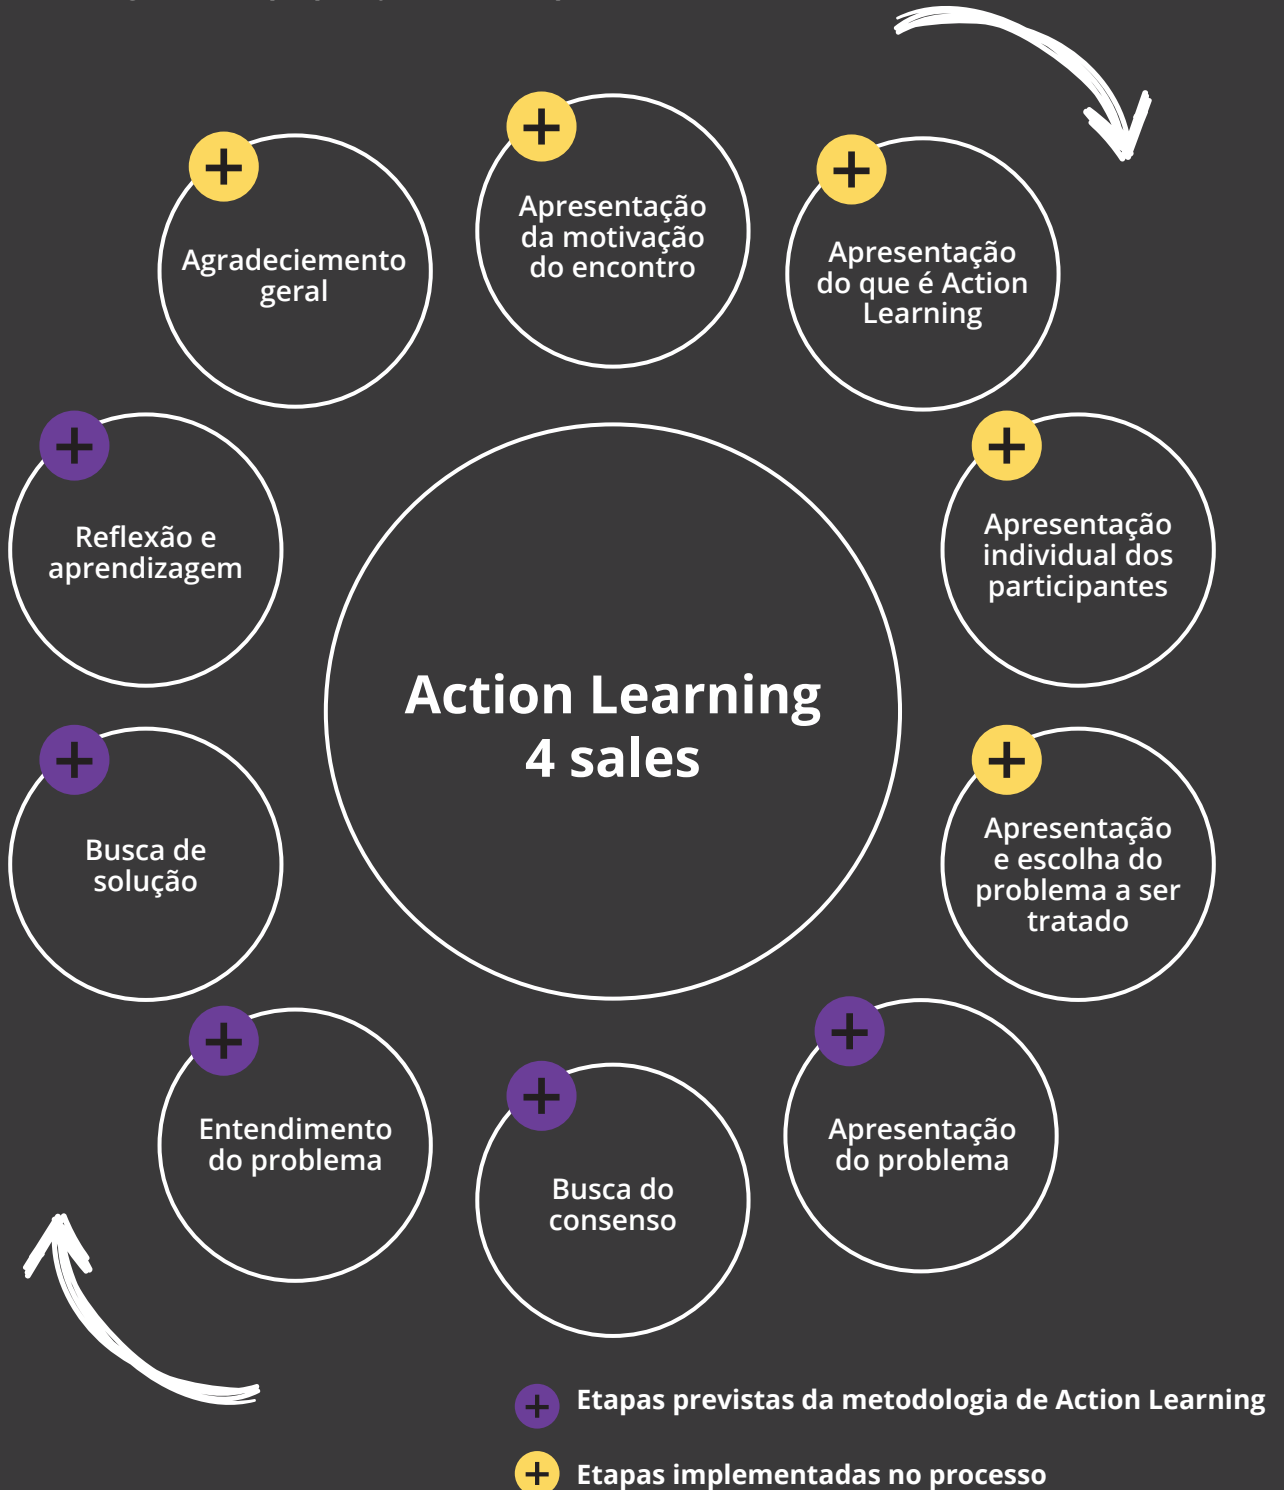 Apresentação
da motivação
do encontro
Apresentação
do que é Action
Learning
Apresentação
individual dos
participantes
Apresentação
e escolha do
problema a ser
tratado
Apresentação
do problema
Busca do
consenso
Entendimento
do problema
Busca de
solução
Reflexão e
aprendizagem
Agradeciemento
geral
Action Learning
4 sales
Etapas previstas da metodologia de Action Learning
Etapas implementadas no processo